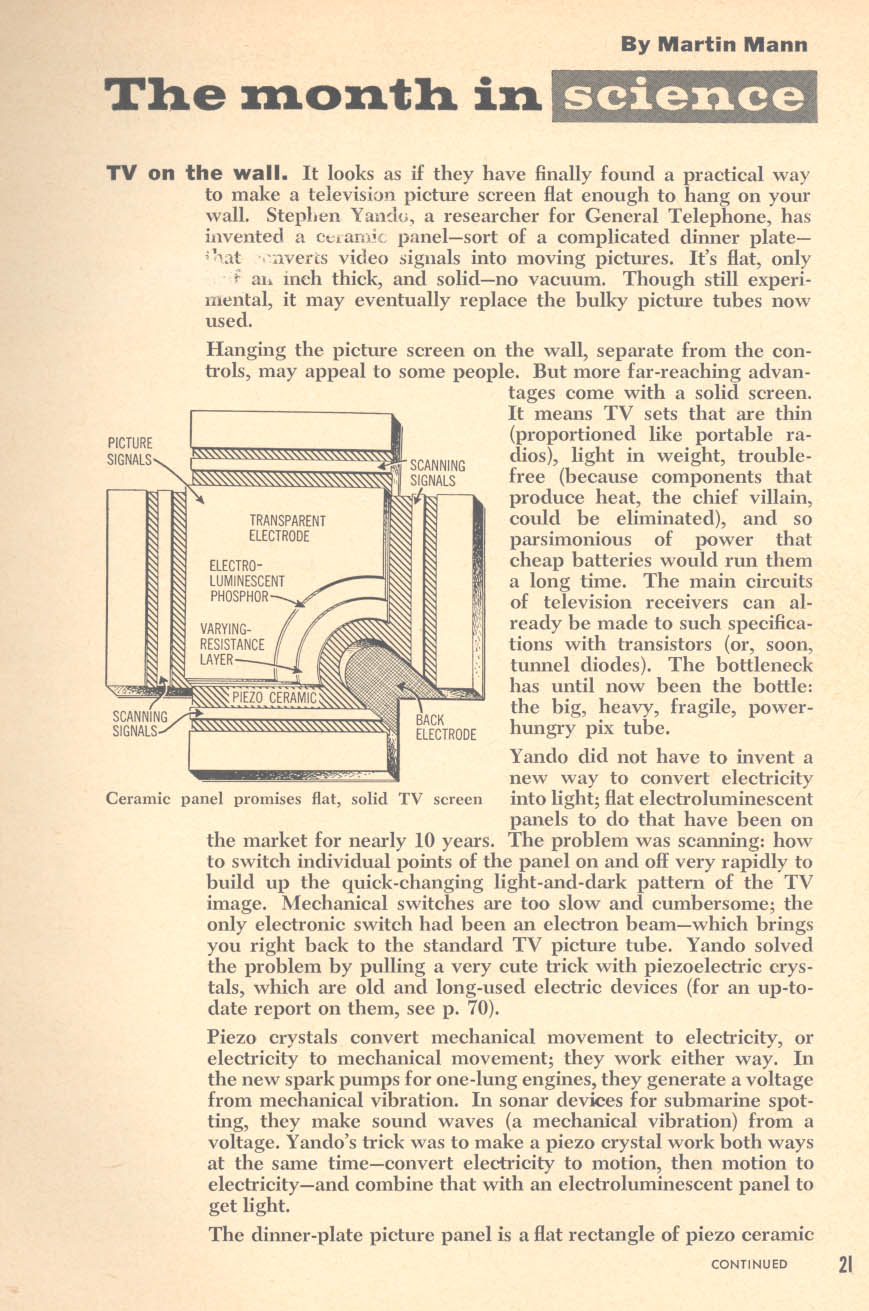 By Martin Mann
The month in science
TV on the wall. It looks as if they have finally found a practical way
to make a television picture screen flat enough to hang on your
wall. Stephen Yando, a researcher for General Telephone, has
invented a ceramic panel—sort of a complicated dinner plate—
that converts video signals into moving pictures. It's flat, only
an inch thick, and solid—no vacuum. Though still experi-
mental, it may eventually replace the bulky picture tubes now
used.
Hanging the picture screen on the wall, separate from the con-
trols, may appeal to some people. But more far-reaching advan-
tages come with a solid screen.
It means TV sets that are thin
(proportioned like portable ra-
dios), light in weight, trouble-
free (because components that
produce heat, the chief villain,
could be eliminated), and so
parsimonious of power that
cheap batteries would run them
a long time. The main circuits
of television receivers can al-
ready be made to such specifica-
tions with transistors (or, soon,
tunnel diodes). The bottleneck
has until now been the bottle:
the big, heavy, fragile, power-
hungry pix tube.
PICTURE
SIGNALS
SCANNING
SIGNALS
TRANSPARENT
ELECTRODE
ELECTRO-
LUMINESCENT
PHOSPHOR
VARYING-
RESISTANCE
LAYER
PIEZO CERAMIC
SCANNING
SIGNALS
BACK
ELECTRODE
Ceramic panel promises flat, solid TV screen
Yando did not have to invent a
new way to convert electricity
into light; flat electroluminescent
panels to do that have been on
the market for nearly 10 years. The problem was scanning: how
to switch individual points of the panel on and off very rapidly to
build up the quick-changing light-and-dark pattern of the TV
image. Mechanical switches are too slow and cumbersome; the
only electronic switch had been an electron beam—which brings
you right back to the standard TV picture tube. Yando solved
the problem by pulling a very cute trick with piezoelectric crys-
tals, which are old and long-used electric devices (for an up-to-
date report on them, see p. 70).
Piezo crystals convert mechanical movement to electricity, or
electricity to mechanical movement; they work either way. In
the new spark pumps for one-lung engines, they generate a voltage
from mechanical vibration. In sonar devices for submarine spot-
ting, they make sound waves (a mechanical vibration) from a
voltage. Yando's trick was to make a piezo crystal work both ways
at the same time—convert electricity to motion, then motion to
electricity—and combine that with an electroluminescent panel to
get light.
The dinner-plate picture panel is a flat rectangle of piezo ceramic
CONTINUED
21